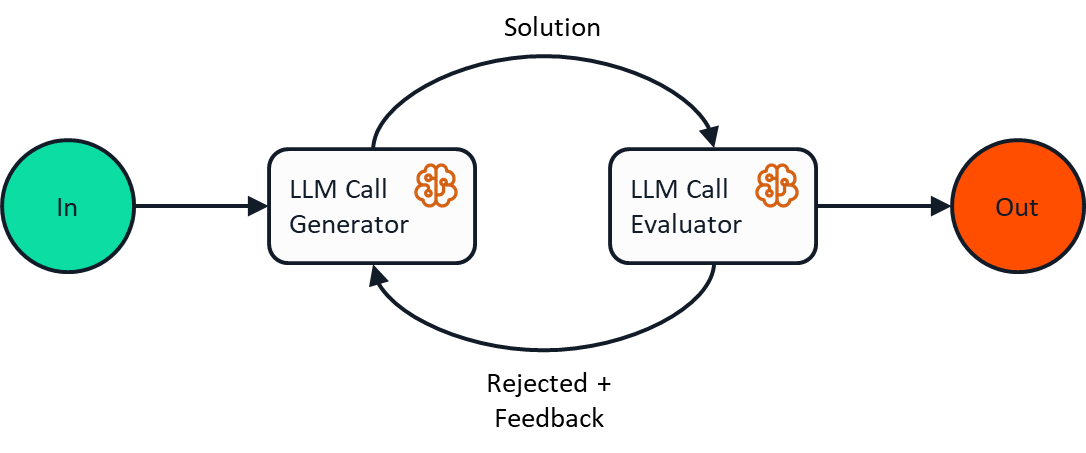 Solution
In
LLM Call
Generator
LLM Call
Evaluator
Out
Rejected +
Feedback